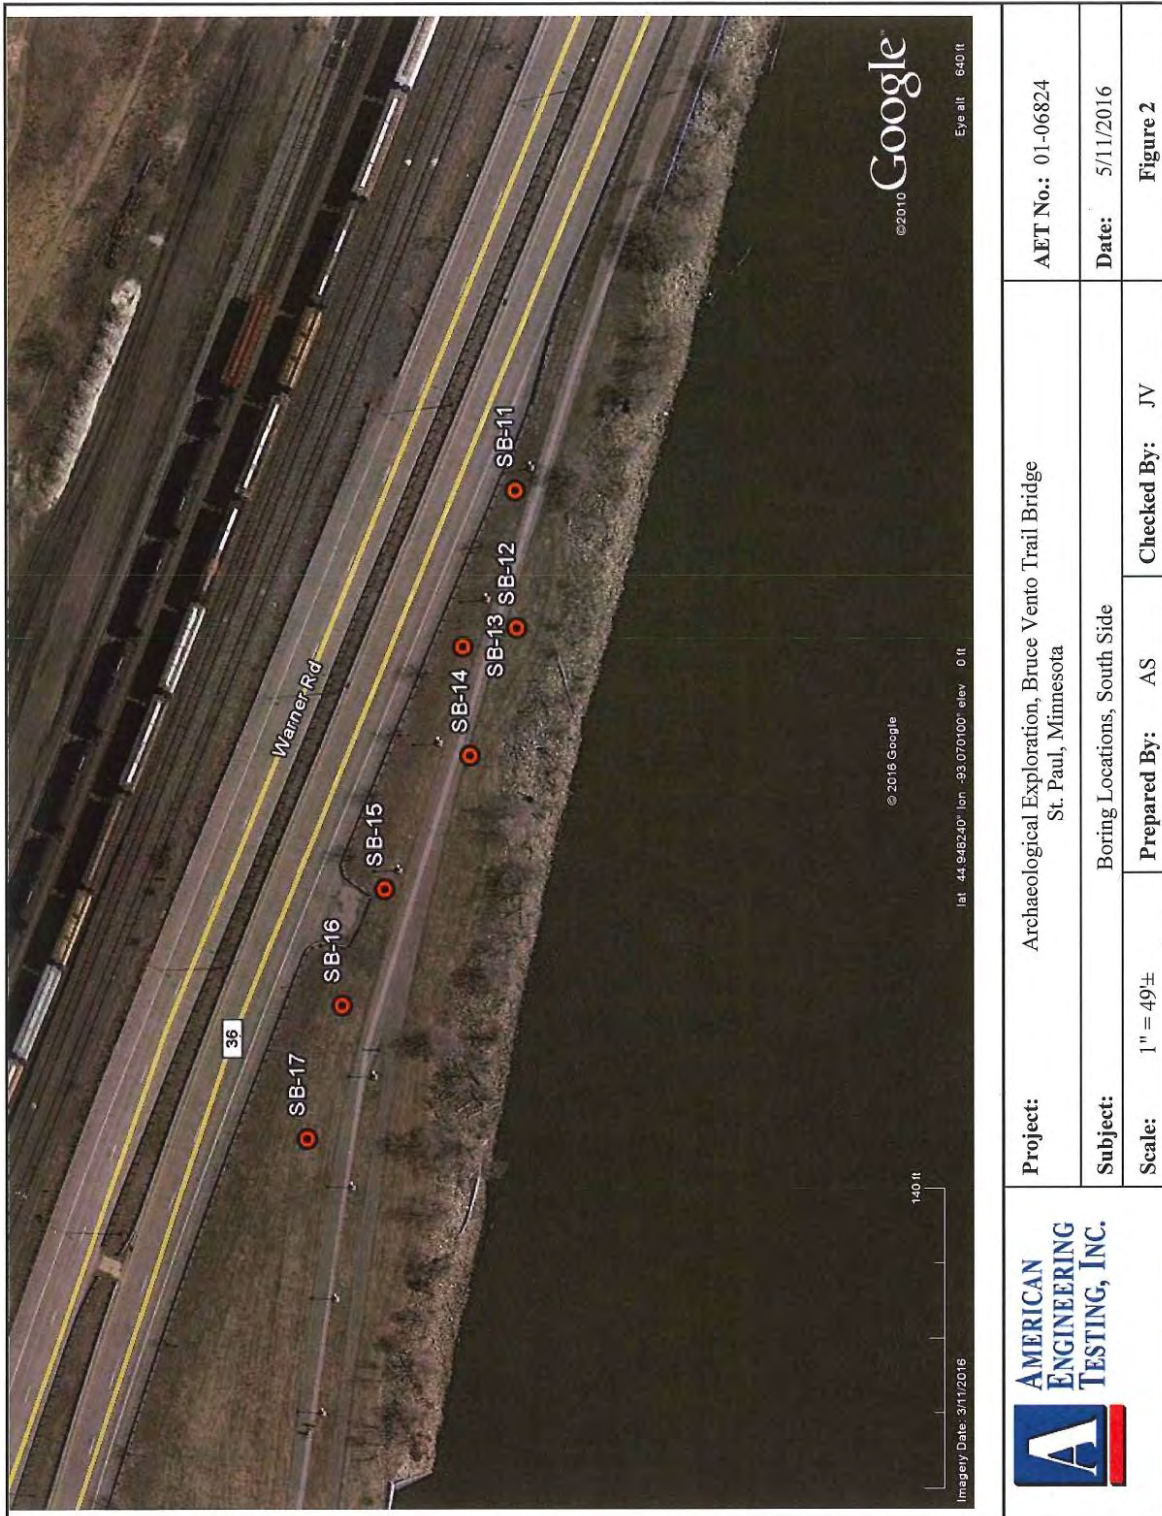 SB-17
SB-16
SB-15
SB-14
SB-13
SB-12
SB-11
36
Warner Rd
Imagery Date: 3/11/2016
140 ft
© 2016 Google
lat 44.948240° lon -93.070100° elev 0 ft
©2010 Google™
Eye alt 640 ft
A
AMERICAN
ENGINEERING
TESTING, INC.
Project: Archaeological Exploration, Bruce Vento Trail Bridge
St. Paul, Minnesota
AET No.: 01-06824
Subject: Boring Locations, South Side
Date: 5/11/2016
Scale: 1" = 49'±
Prepared By: AS
Checked By: JV
Figure 2